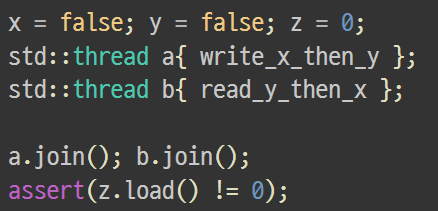 x = false; y = false; z = 0;
std::thread a{ write_x_then_y };
std::thread b{ read_y_then_x };
a.join(); b.join();
assert(z.load() != 0);